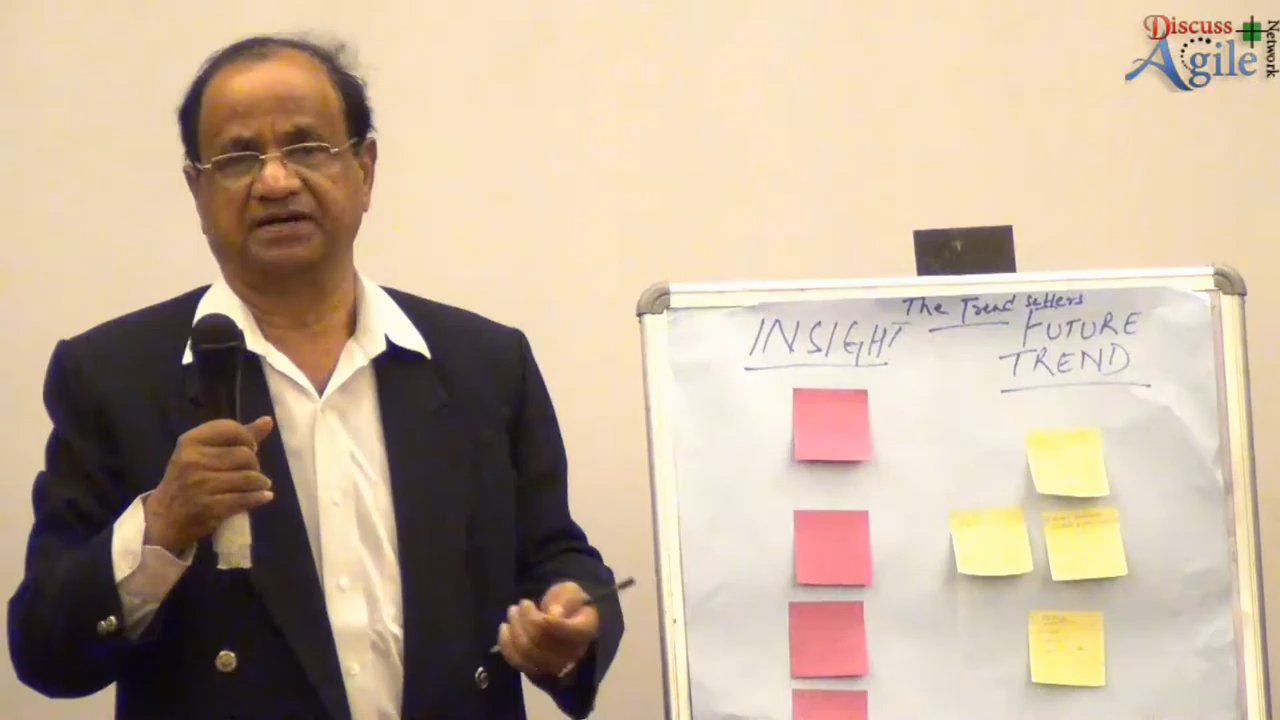 Discuss
Agile
Network
The Trend Setters
INSIGHT
FUTURE
TREND